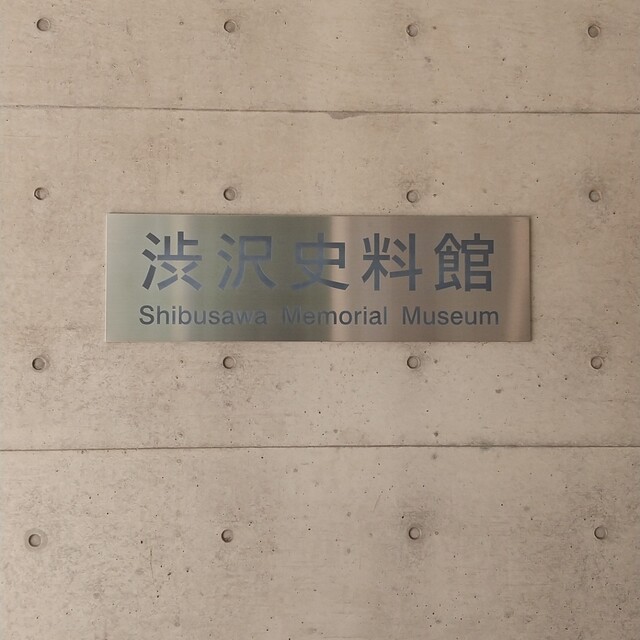 渋沢史料館
Shibusawa Memorial Museum